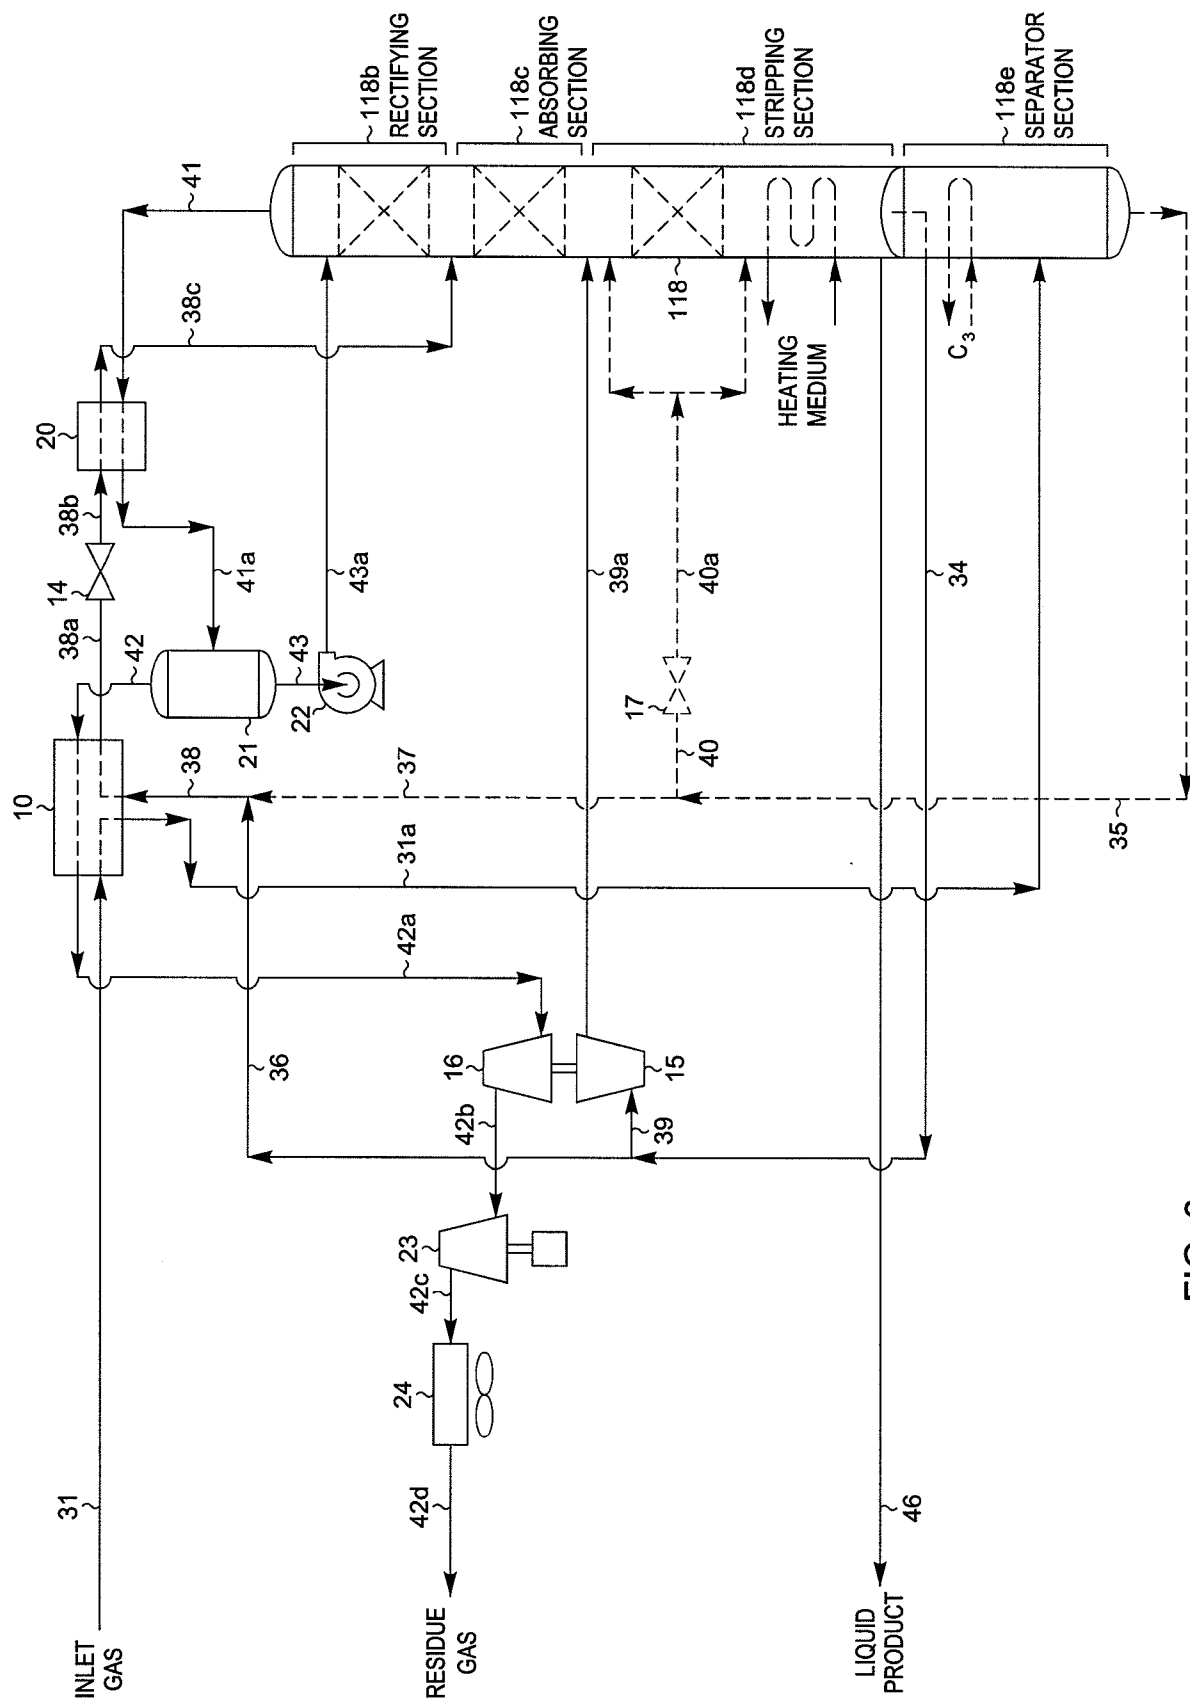 INLET
GAS
31
RESIDUE
GAS
42d
24
42c
23
42b
LIQUID
PRODUCT
46
36
39
16
15
42a
31a
10
38
37
40
35
42
21
43
22
17
38a
14
38b
41a
43a
39a
40a
34
20
38c
41
HEATING
MEDIUM
C3
118
118b
RECTIFYING
SECTION
118c
ABSORBING
SECTION
118d
STRIPPING
SECTION
118e
SEPARATOR
SECTION
FIG.